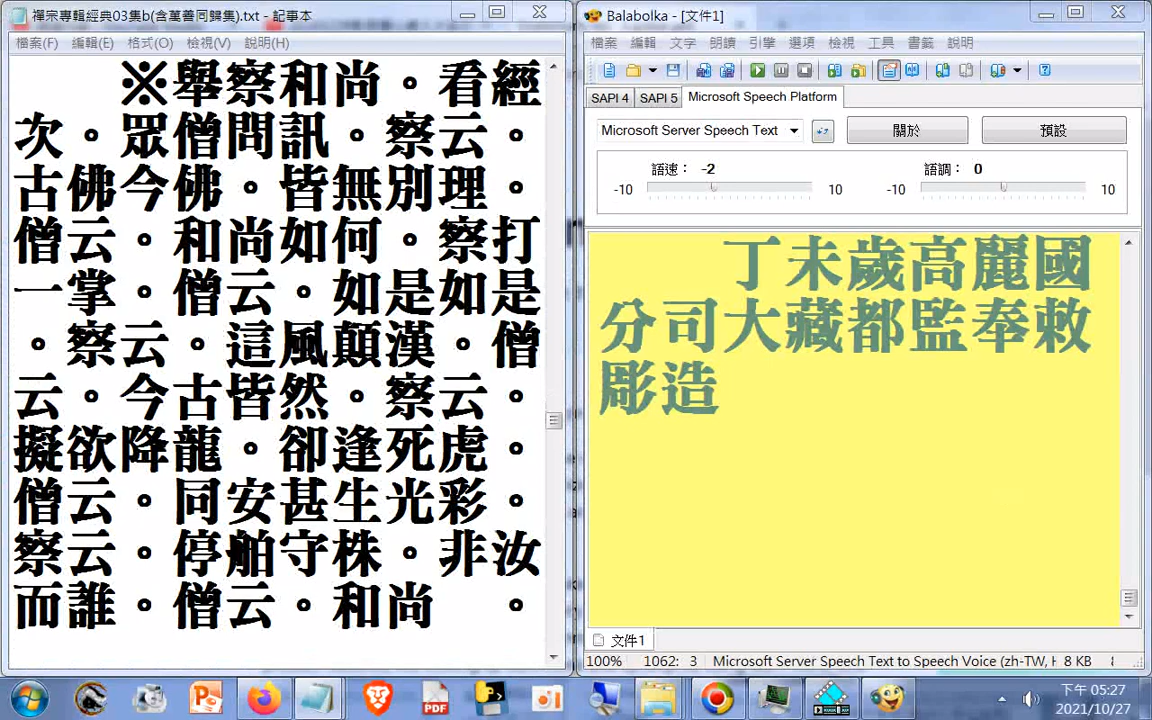 禪宗專輯經典03集b(含萬善同歸集).txt - 記事本
檔案(F) 編輯(E) 格式(O) 檢視(V) 說明(H)
※舉察和尚。看經
次。眾僧問訊。察云。
古佛今佛。皆無別理。
僧云。和尚如何。察打
一掌。僧云。如是如是
。察云。這風顛漢。僧
云。今古皆然。察云。
擬欲降龍。卻逢死虎。
僧云。同安甚生光彩。
察云。停舶守株。非汝
而誰。僧云。和尚 。
Balabolka - [文件1]
檔案 編輯 文字 朗讀 引擎 選項 檢視 工具 書籤 說明
SAPI 4 SAPI 5 Microsoft Speech Platform
Microsoft Server Speech Text 關於 預設
語速： -2 語調： 0
-10 10 -10 10
丁未歲高麗國
分司大藏都監奉敕
彫造
文件1
100% 1062: 3 Microsoft Server Speech Text to Speech Voice (zh-TW, H 8 KB
PDF
下午 05:27
2021/10/27